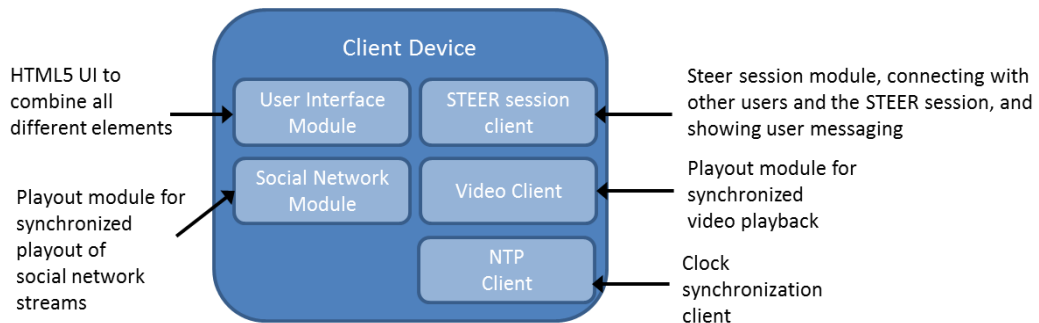 Client Device
HTML5 UI to
combine all
different elements
User Interface
Module
STEER session
client
Steer session module, connecting with
other users and the STEER session, and
showing user messaging
Playout module for
synchronized
playout of
social network
streams
Social Network
Module
Video Client
Playout module for
synchronized
video playback
NTP
Client
Clock
synchronization
client